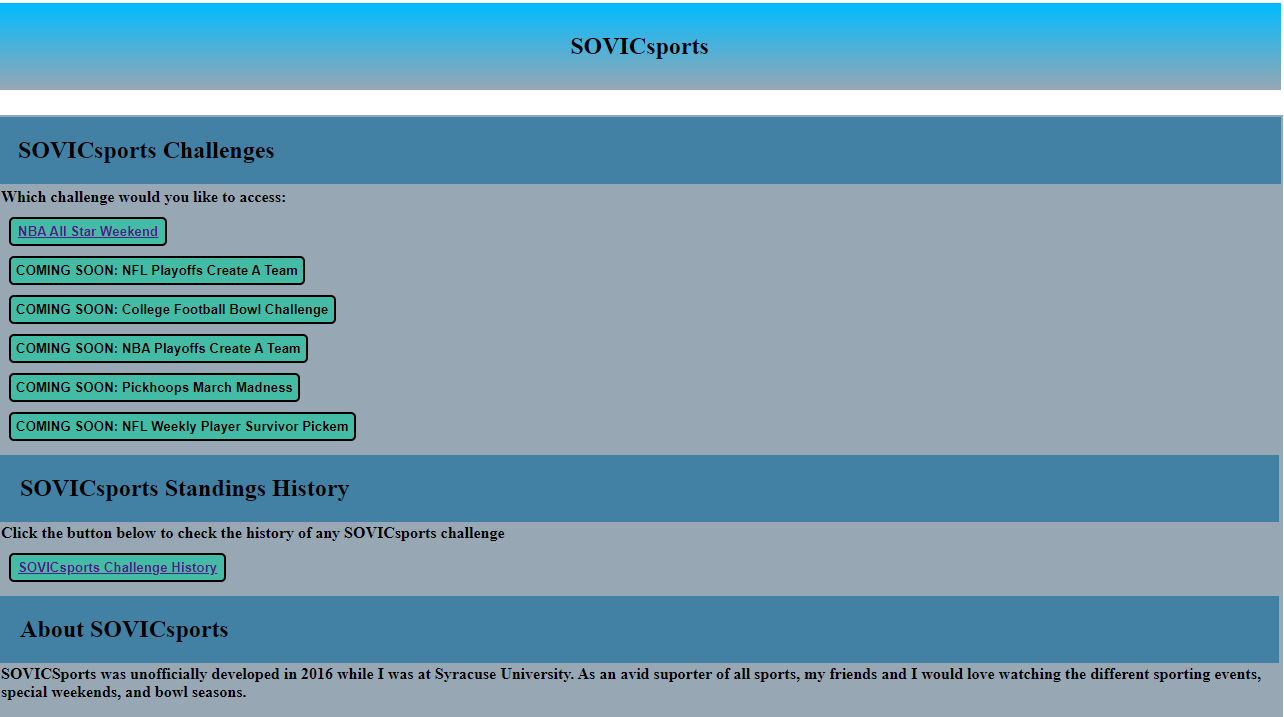 SOVICsports
SOVICsports Challenges
Which challenge would you like to access:
NBA All Star Weekend
COMING SOON: NFL Playoffs Create A Team
COMING SOON: College Football Bowl Challenge
COMING SOON: NBA Playoffs Create A Team
COMING SOON: Pickhoops March Madness
COMING SOON: NFL Weekly Player Survivor Pickem
SOVICsports Standings History
Click the button below to check the history of any SOVICsports challenge
SOVICsports Challenge History
About SOVICsports
SOVICSports was unofficially developed in 2016 while I was at Syracuse University. As an avid suporter of all sports, my friends and I would love watching the different sporting events,
special weekends, and bowl seasons.